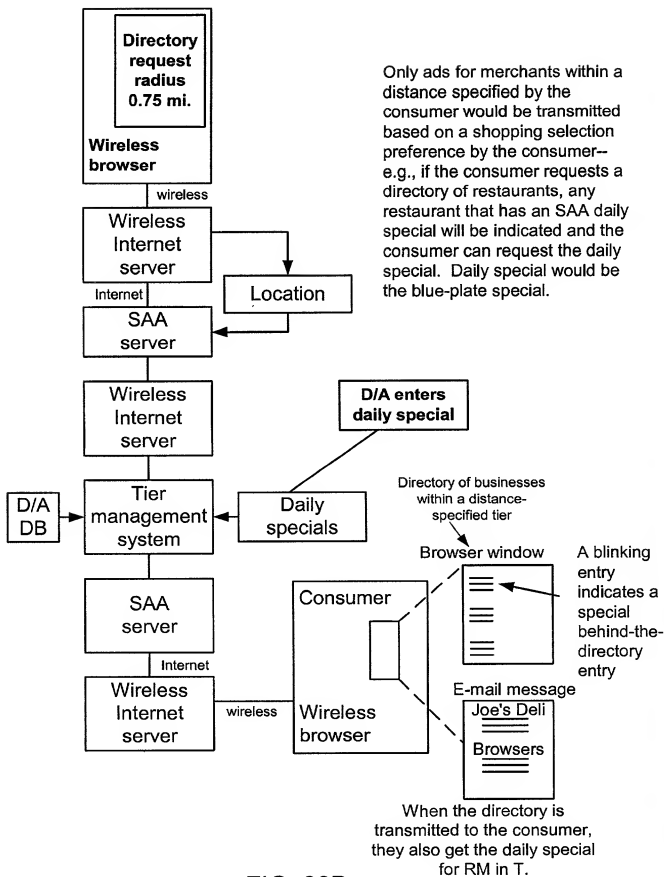 Directory
request
radius
0.75 mi.
Wireless
browser
wireless
Wireless
Internet
server
Internet
Location
SAA
server
Wireless
Internet
server
D/A
DB
Tier
management
system
D/A enters
daily special
Daily
specials
SAA
server
Internet
Wireless
Internet
server
wireless
Only ads for merchants within a
distance specified by the
consumer would be transmitted
based on a shopping selection
preference by the consumer--
e.g., if the consumer requests a
directory of restaurants, any
restaurant that has an SAA daily
special will be indicated and the
consumer can request the daily
special. Daily special would be
the blue-plate special.
Consumer
Wireless
browser
Directory of businesses
within a distance-
specified tier
Browser window
A blinking
entry
indicates a
special
behind-the-
directory
entry
E-mail message
Joe's Deli
Browsers
When the directory is
transmitted to the consumer,
they also get the daily special
for RM in T.